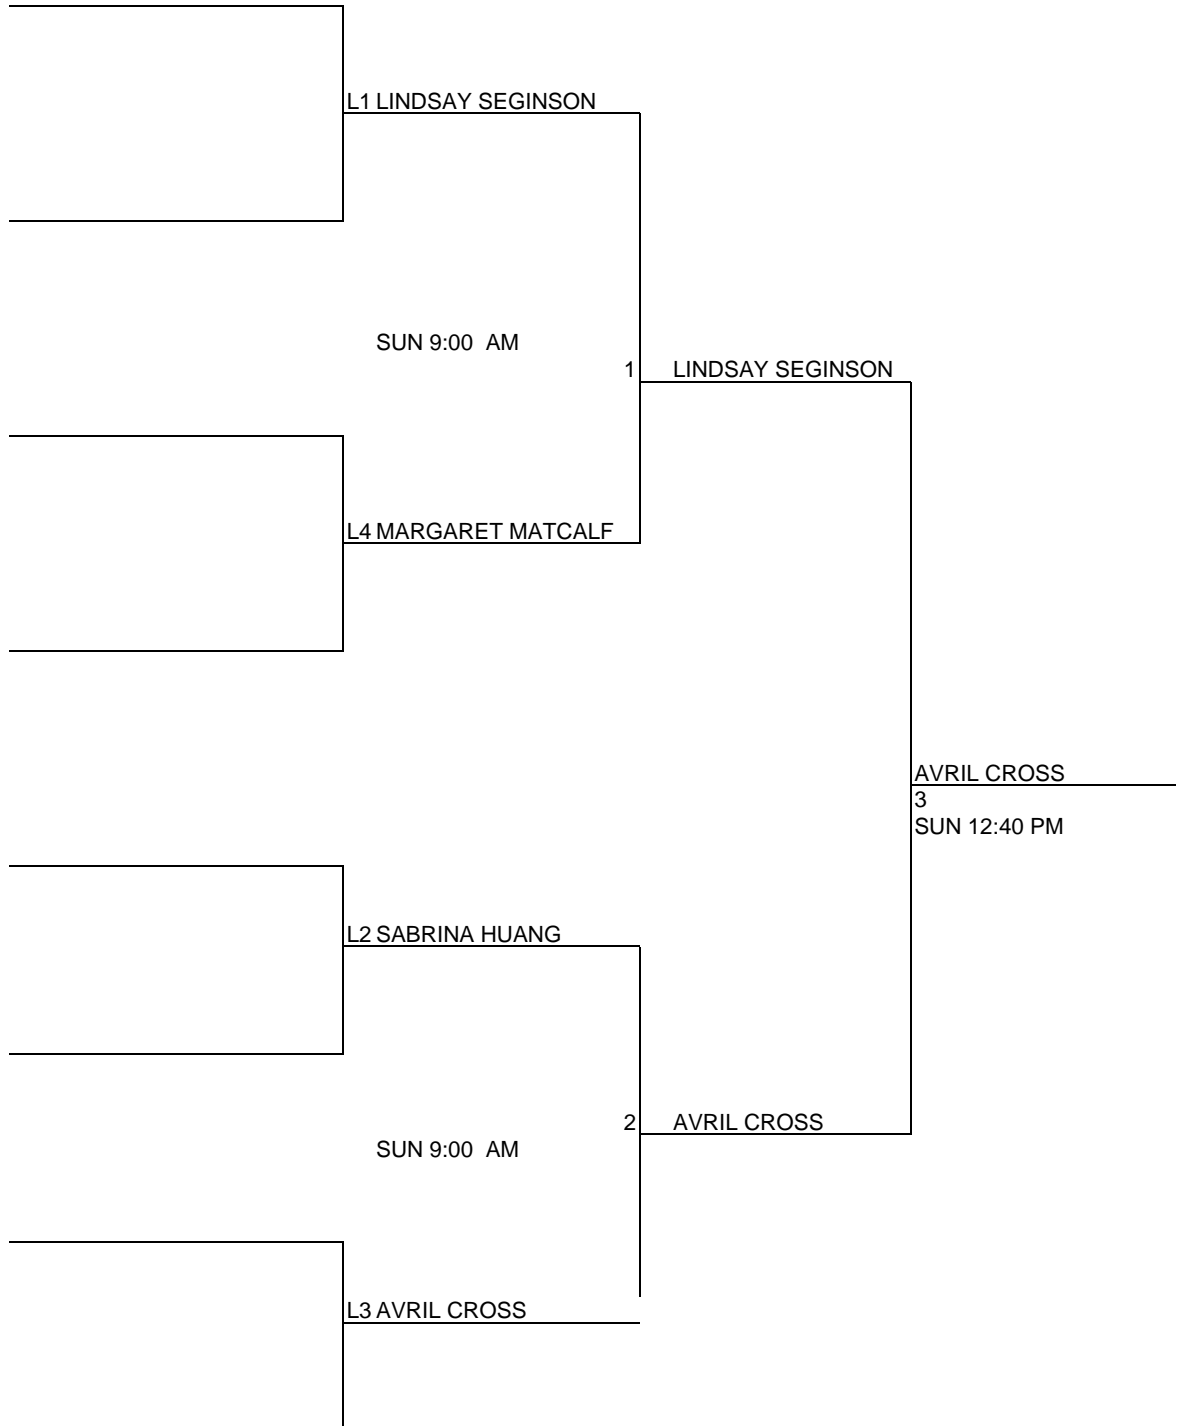 L1 LINDSAY SEGINSON
SUN 9:00  AM
1 LINDSAY SEGINSON
L4 MARGARET MATCALF
AVRIL CROSS
3
SUN 12:40 PM
L2 SABRINA HUANG
2 AVRIL CROSS
SUN 9:00  AM
L3 AVRIL CROSS